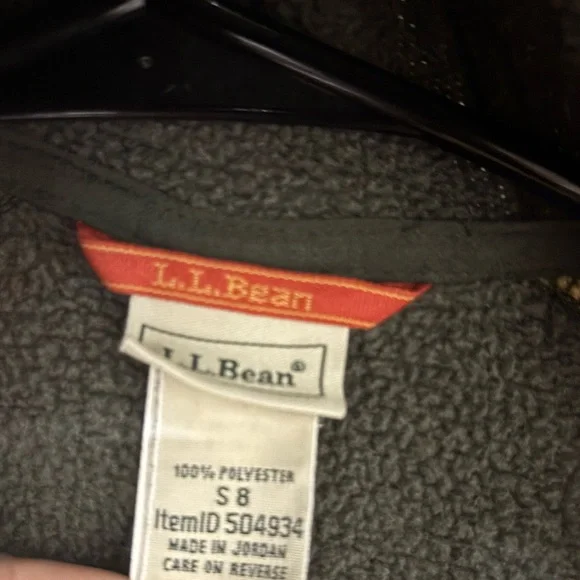 L.L.Bean
L.L.Bean®
100% POLYESTER
S 8
ItemID 504934
MADE IN JORDAN
CARE ON REVERSE